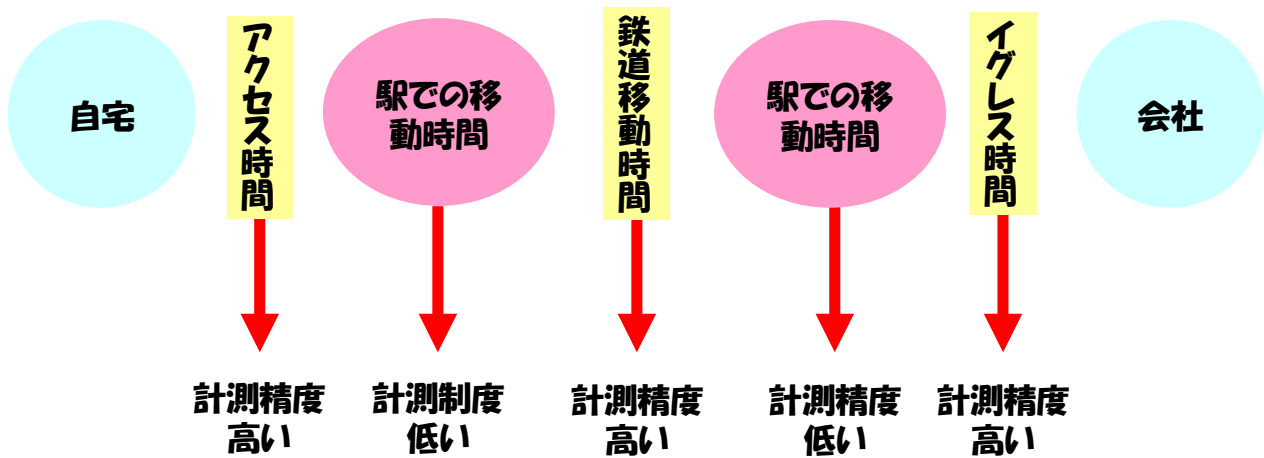 自宅
アクセス時間
駅での移
動時間
鉄道移動時間
駅での移
動時間
イグレス時間
会社
計測精度
高い
計測制度
低い
計測精度
高い
計測精度
低い
計測精度
高い